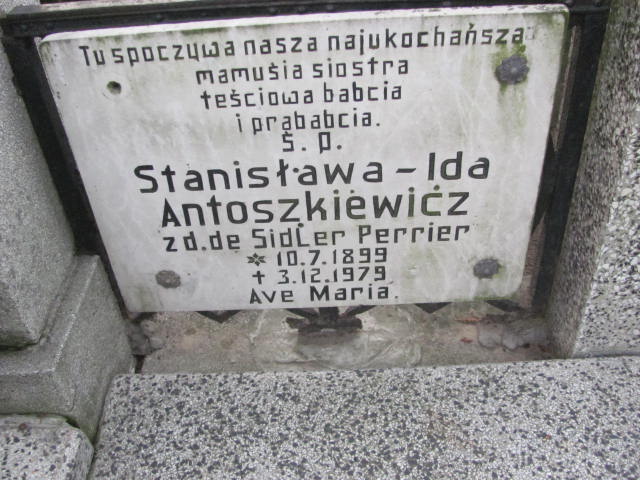 Tu spoczywa nasza najukochańsza
mamusia siostra
teściowa babcia
i prababcia.
Ś. P.
Stanisława - Ida
Antoszkiewicz
zd. de Sidler Perrier
* 10.7.1899
† 3.12.1979
Ave Maria.